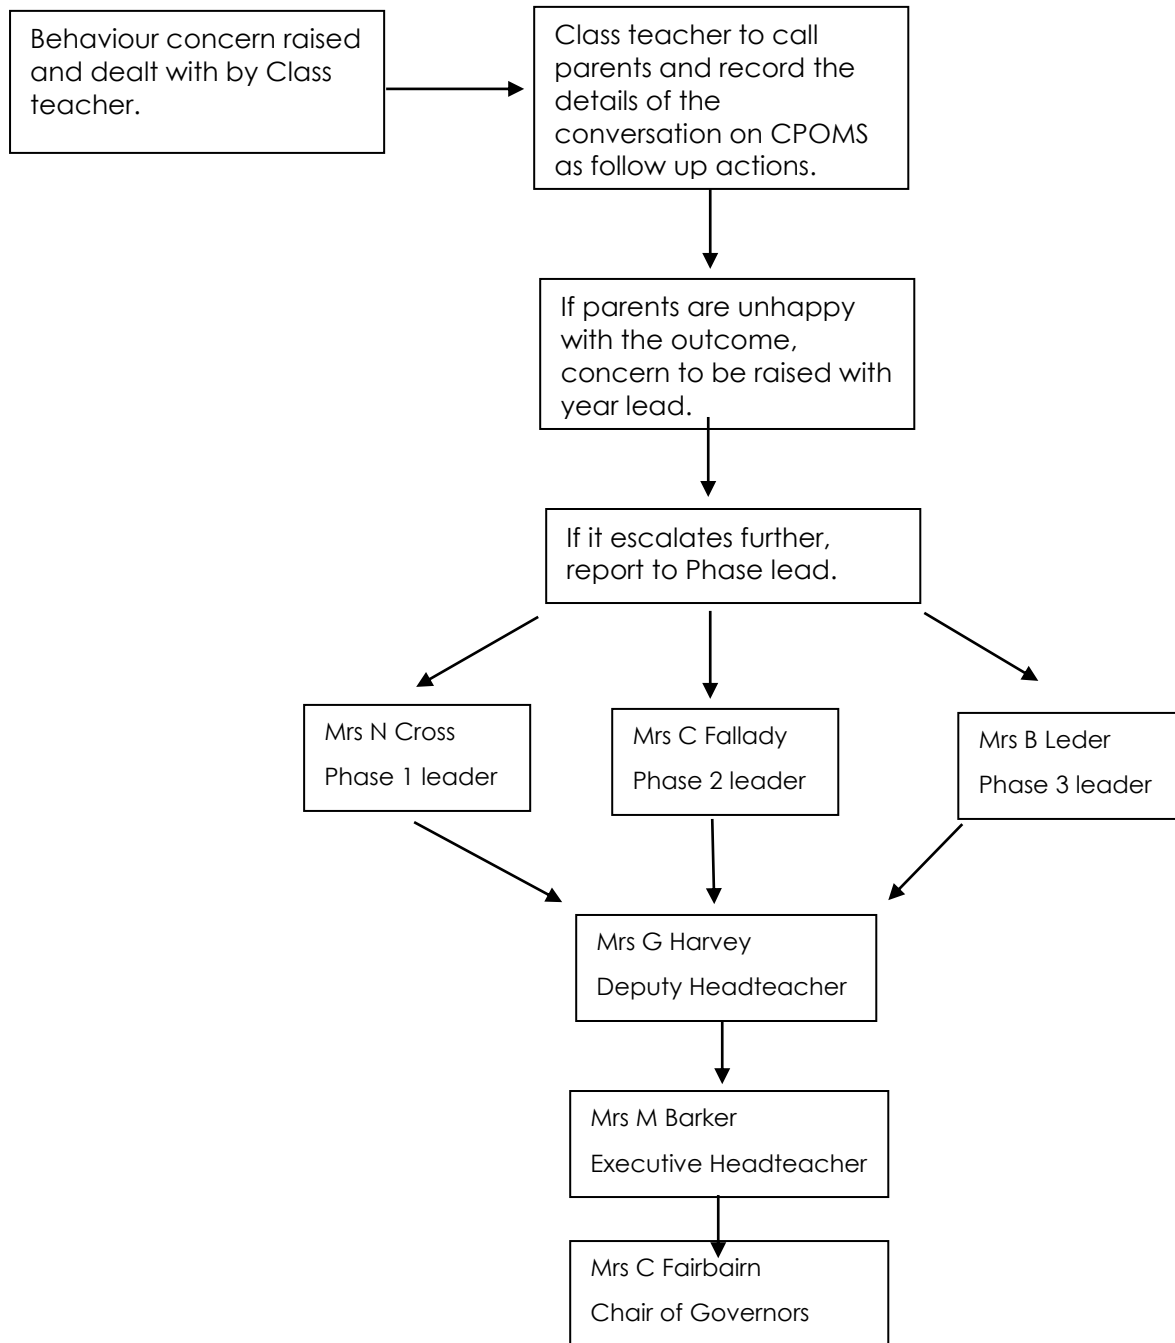 Behaviour concern raised
and dealt with by Class
teacher.
Class teacher to call
parents and record the
details of the
conversation on CPOMS
as follow up actions.
If parents are unhappy
with the outcome,
concern to be raised with
year lead.
If it escalates further,
report to Phase lead.
Mrs N Cross
Phase 1 leader
Mrs C Fallady
Phase 2 leader
Mrs B Leder
Phase 3 leader
Mrs G Harvey
Deputy Headteacher
Mrs M Barker
Executive Headteacher
Mrs C Fairbairn
Chair of Governors